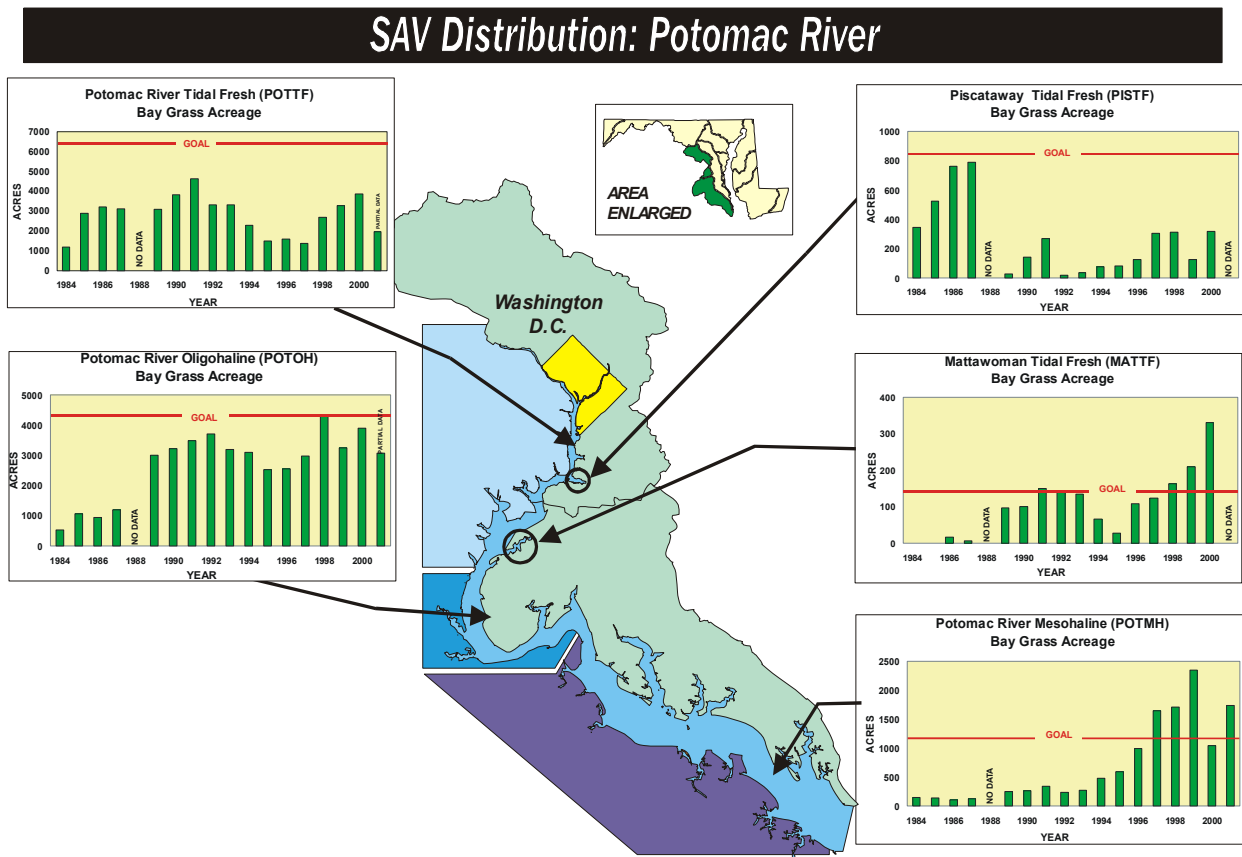 SAV Distribution: Potomac River
Potomac River Tidal Fresh (POTTF)
Bay Grass Acreage
7000
6000
5000
4000
3000
2000
1000
0
ACRES
GOAL
NO DATA
PARTIAL DATA
1984 1986 1988 1990 1992 1994 1996 1998 2000
YEAR
Potomac River Oligohaline (POTOH)
Bay Grass Acreage
5000
4000
3000
2000
1000
0
ACRES
GOAL
NO DATA
PARTIAL DATA
1984 1986 1988 1990 1992 1994 1996 1998 2000
YEAR
AREA
ENLARGED
Washington
D.C.
Piscataway Tidal Fresh (PISTF)
Bay Grass Acreage
1000
800
600
400
200
0
ACRES
GOAL
NO DATA
NO DATA
1984 1986 1988 1990 1992 1994 1996 1998 2000
YEAR
Mattawoman Tidal Fresh (MATTF)
Bay Grass Acreage
400
300
200
100
0
ACRES
GOAL
NO DATA
NO DATA
1984 1986 1988 1990 1992 1994 1996 1998 2000
YEAR
Potomac River Mesohaline (POTMH)
Bay Grass Acreage
2500
2000
1500
1000
500
0
ACRES
GOAL
NO DATA
1984 1986 1988 1990 1992 1994 1996 1998 2000
YEAR